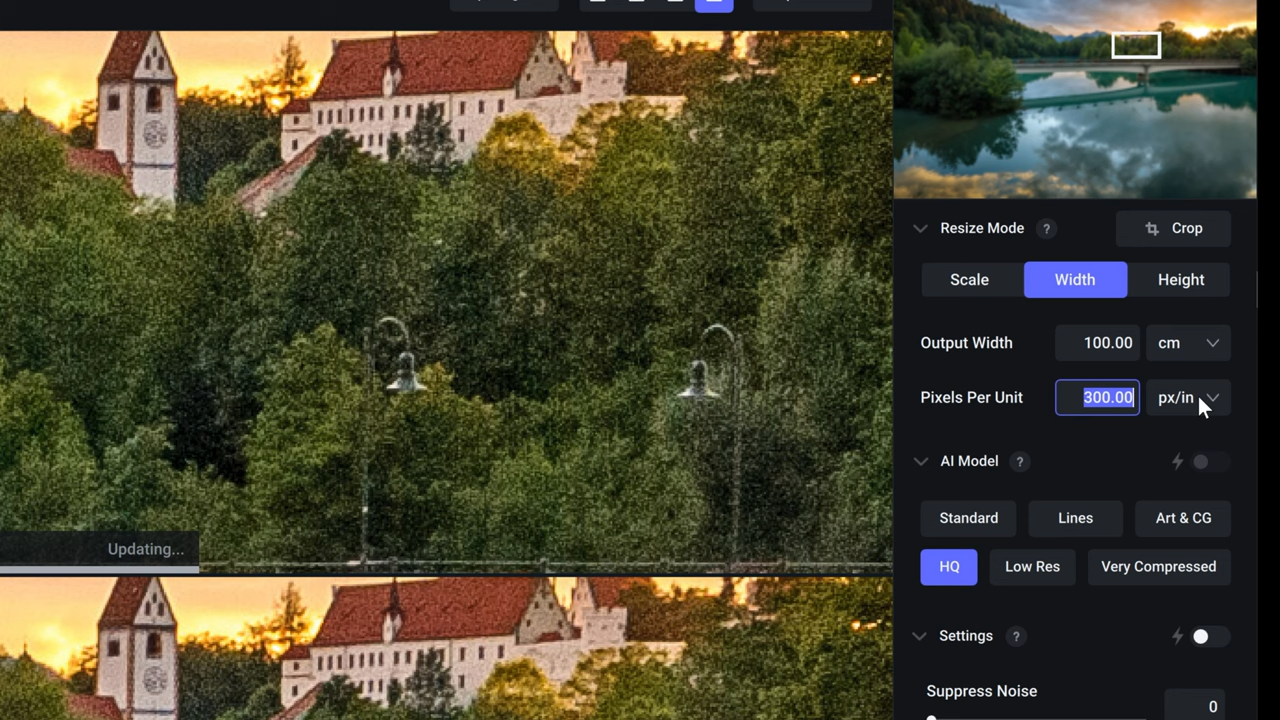 Resize Mode ? Crop
Scale Width Height
Output Width 100.00 cm
Pixels Per Unit 300.00 px/in
AI Model ?
Standard Lines Art & CG
Updating...
HQ Low Res Very Compressed
Settings ?
Suppress Noise
0